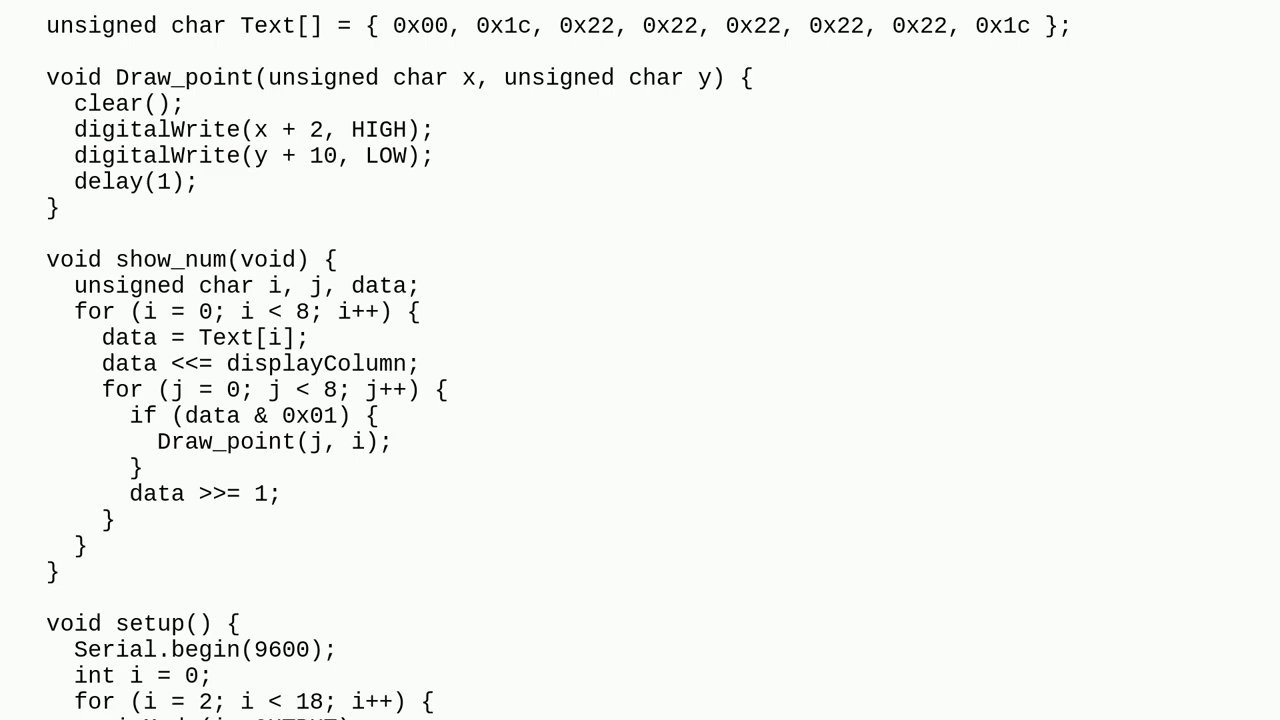 unsigned char Text[] = { 0x00, 0x1c, 0x22, 0x22, 0x22, 0x22, 0x22, 0x1c };
void Draw_point(unsigned char x, unsigned char y) {
clear();
digitalWrite(x + 2, HIGH);
digitalWrite(y + 10, LOW);
delay(1);
}
void show_num(void) {
unsigned char i, j, data;
for (i = 0; i < 8; i++) {
data = Text[i];
data <<= displayColumn;
for (j = 0; j < 8; j++) {
if (data & 0x01) {
Draw_point(j, i);
}
data >>= 1;
}
}
}
void setup() {
Serial.begin(9600);
int i = 0;
for (i = 2; i < 18; i++) {